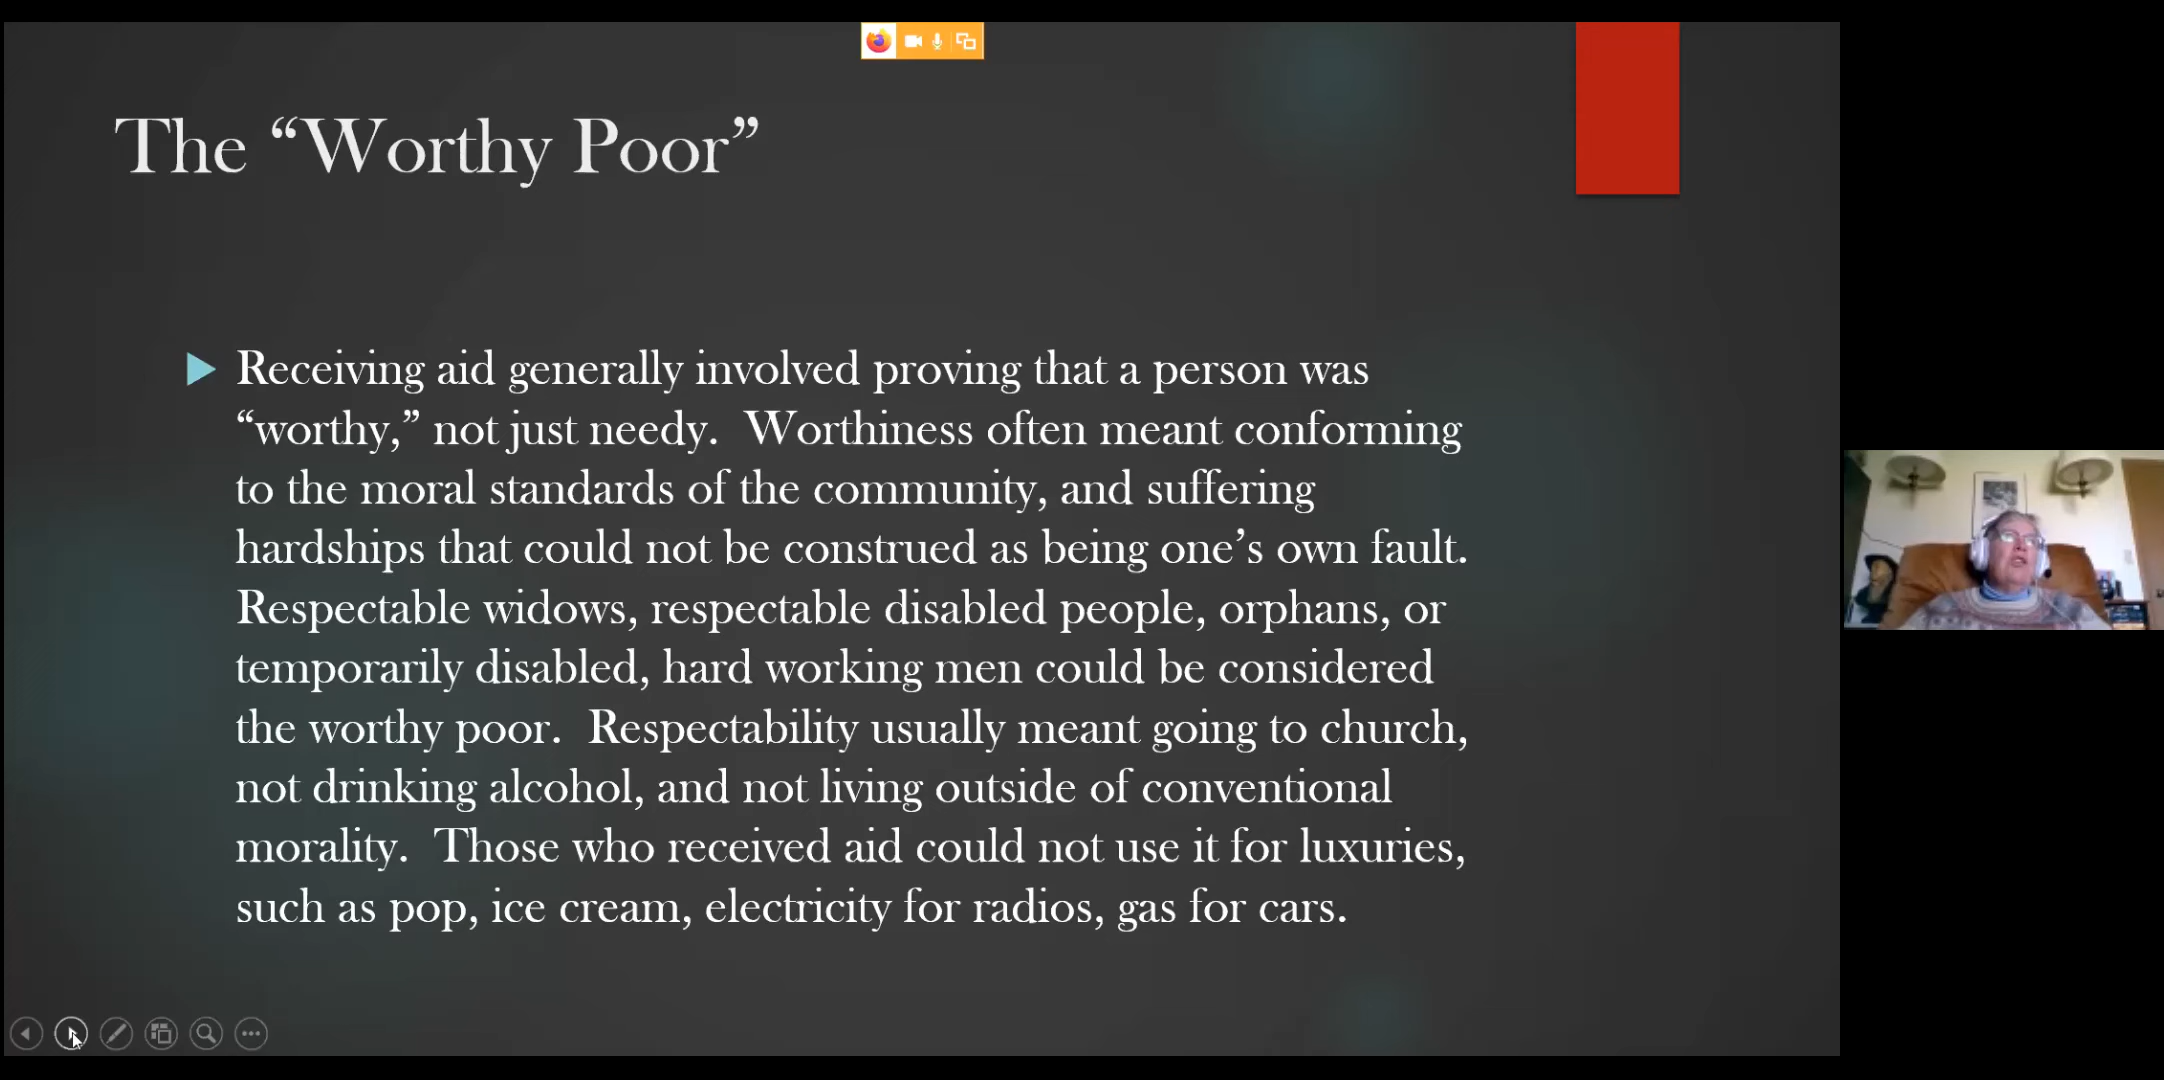 The “Worthy Poor”
Receiving aid generally involved proving that a person was
“worthy,” not just needy.  Worthiness often meant conforming
to the moral standards of the community, and suffering
hardships that could not be construed as being one’s own fault.
Respectable widows, respectable disabled people, orphans, or
temporarily disabled, hard working men could be considered
the worthy poor.  Respectability usually meant going to church,
not drinking alcohol, and not living outside of conventional
morality.  Those who received aid could not use it for luxuries,
such as pop, ice cream, electricity for radios, gas for cars.